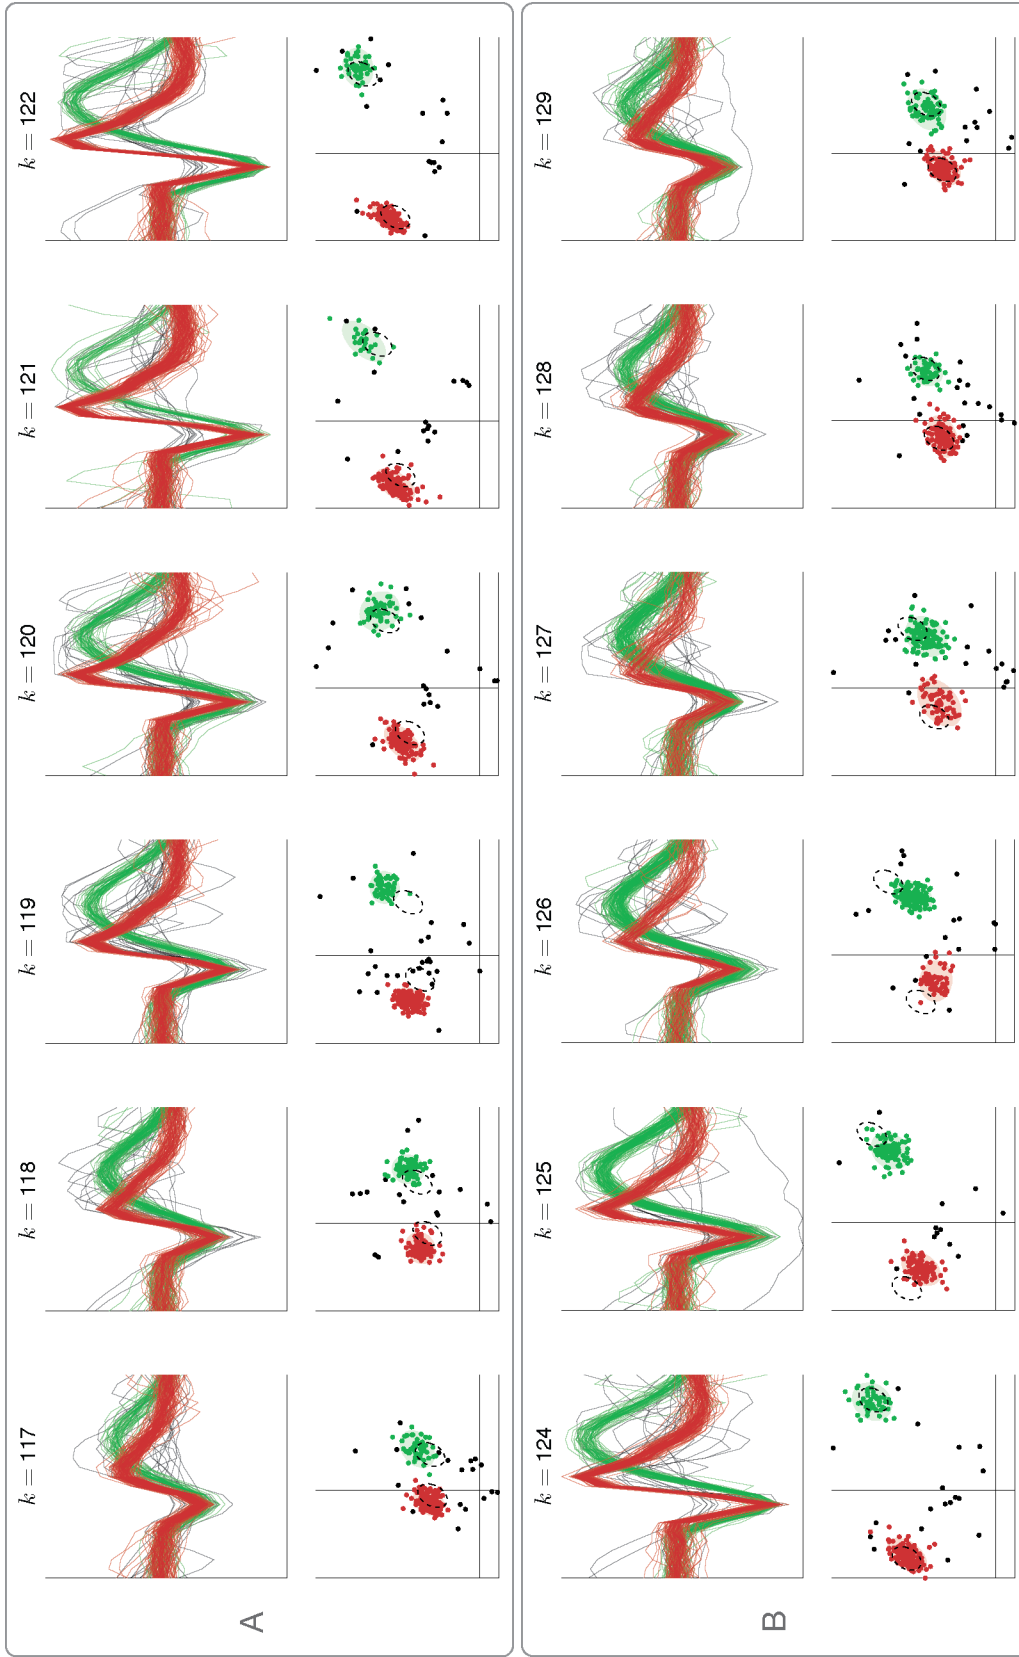 A
k = 117
k = 118
k = 119
k = 120
k = 121
k = 122
B
k = 124
k = 125
k = 126
k = 127
k = 128
k = 129